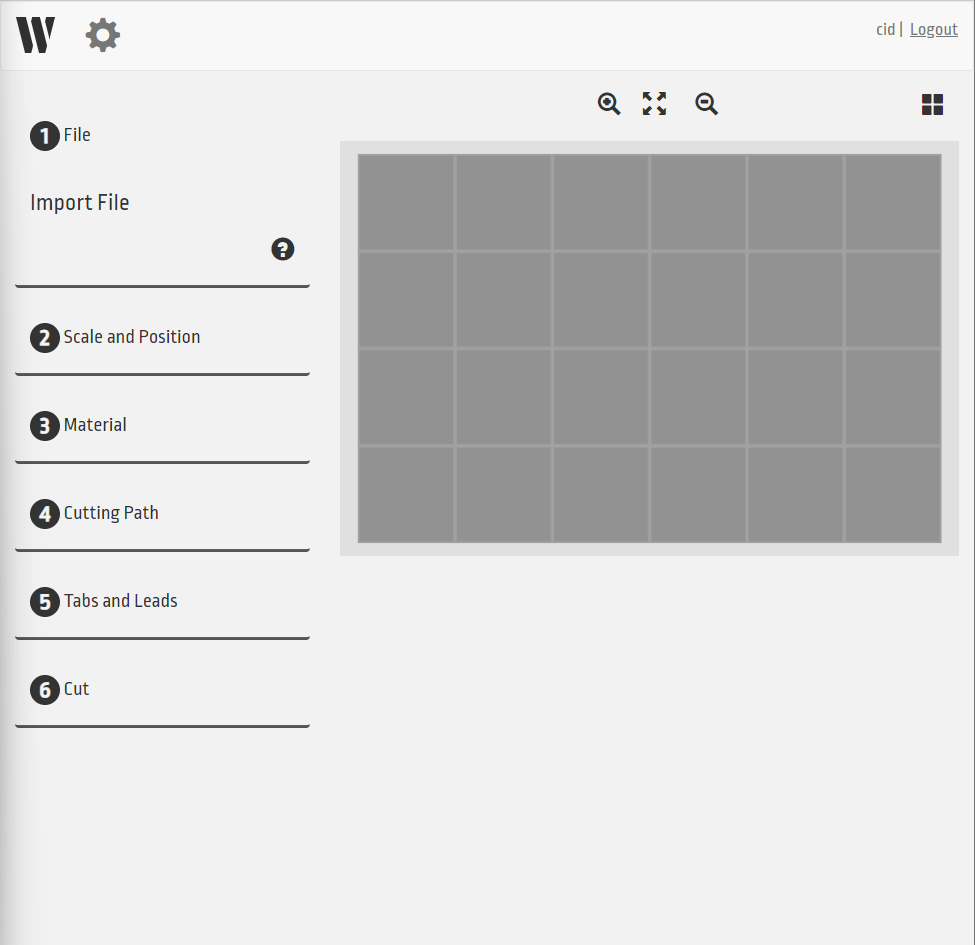 W
cid | Logout
1 File
Import File
?
2 Scale and Position
3 Material
4 Cutting Path
5 Tabs and Leads
6 Cut